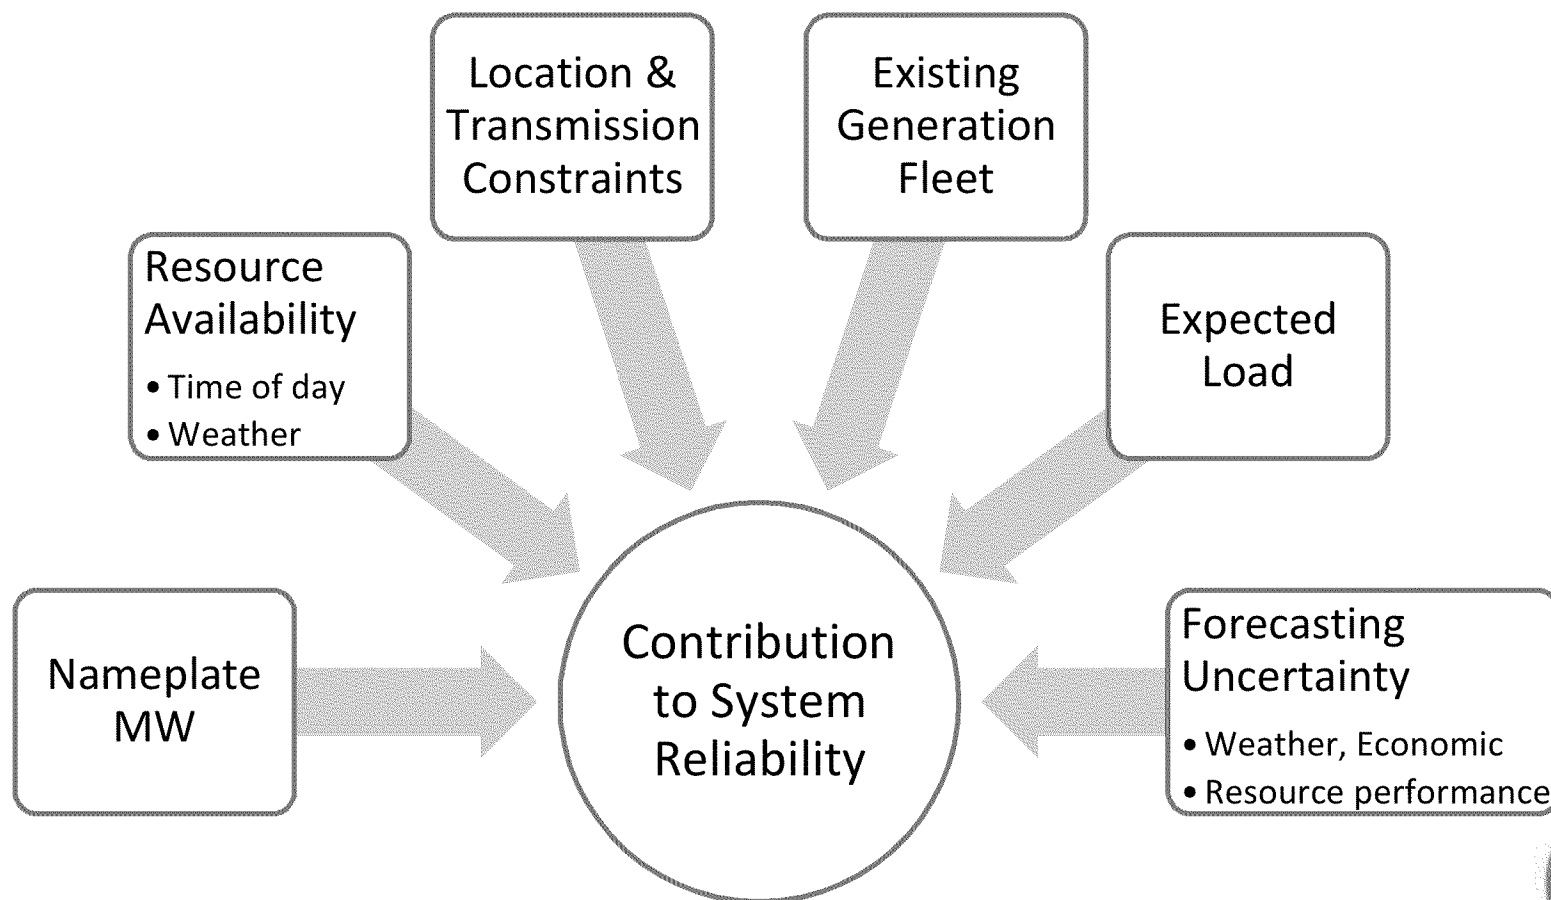 Location &
Transmission
Constraints
Existing
Generation
Fleet
Resource
Availability
• Time of day
• Weather
Expected
Load
Nameplate
MW
Contribution
to System
Reliability
Forecasting
Uncertainty
• Weather, Economic
• Resource performance